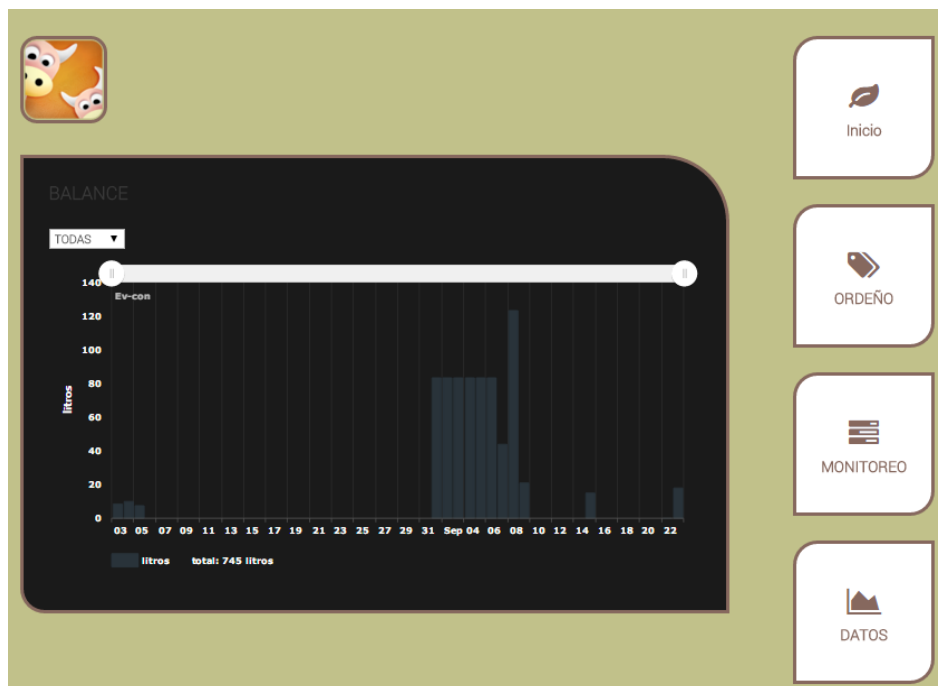 Inicio
BALANCE
TODAS
ORDEÑO
140
Ev-con
120
100
80
60
40
20
0
litros
03 05 07 09 11 13 15 17 19 21 23 25 27 29 31 Sep 04 06 08 10 12 14 16 18 20 22
litros total: 745 litros
MONITOREO
DATOS